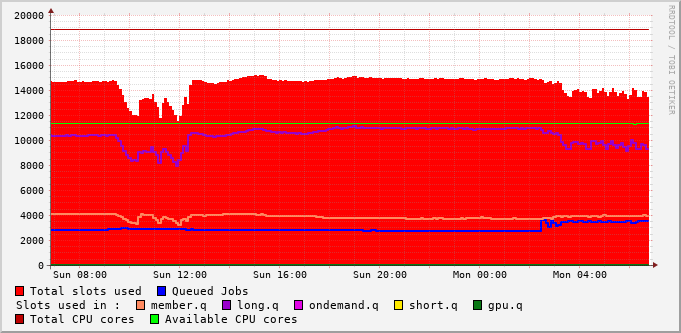 20000
18000
16000
14000
12000
10000
8000
6000
4000
2000
0
Sun 08:00 Sun 12:00 Sun 16:00 Sun 20:00 Mon 00:00 Mon 04:00
RRDTOOL / TOBI OETIKER
Total slots used Queued Jobs
Slots used in : member.q long.q ondemand.q short.q gpu.q
Total CPU cores Available CPU cores